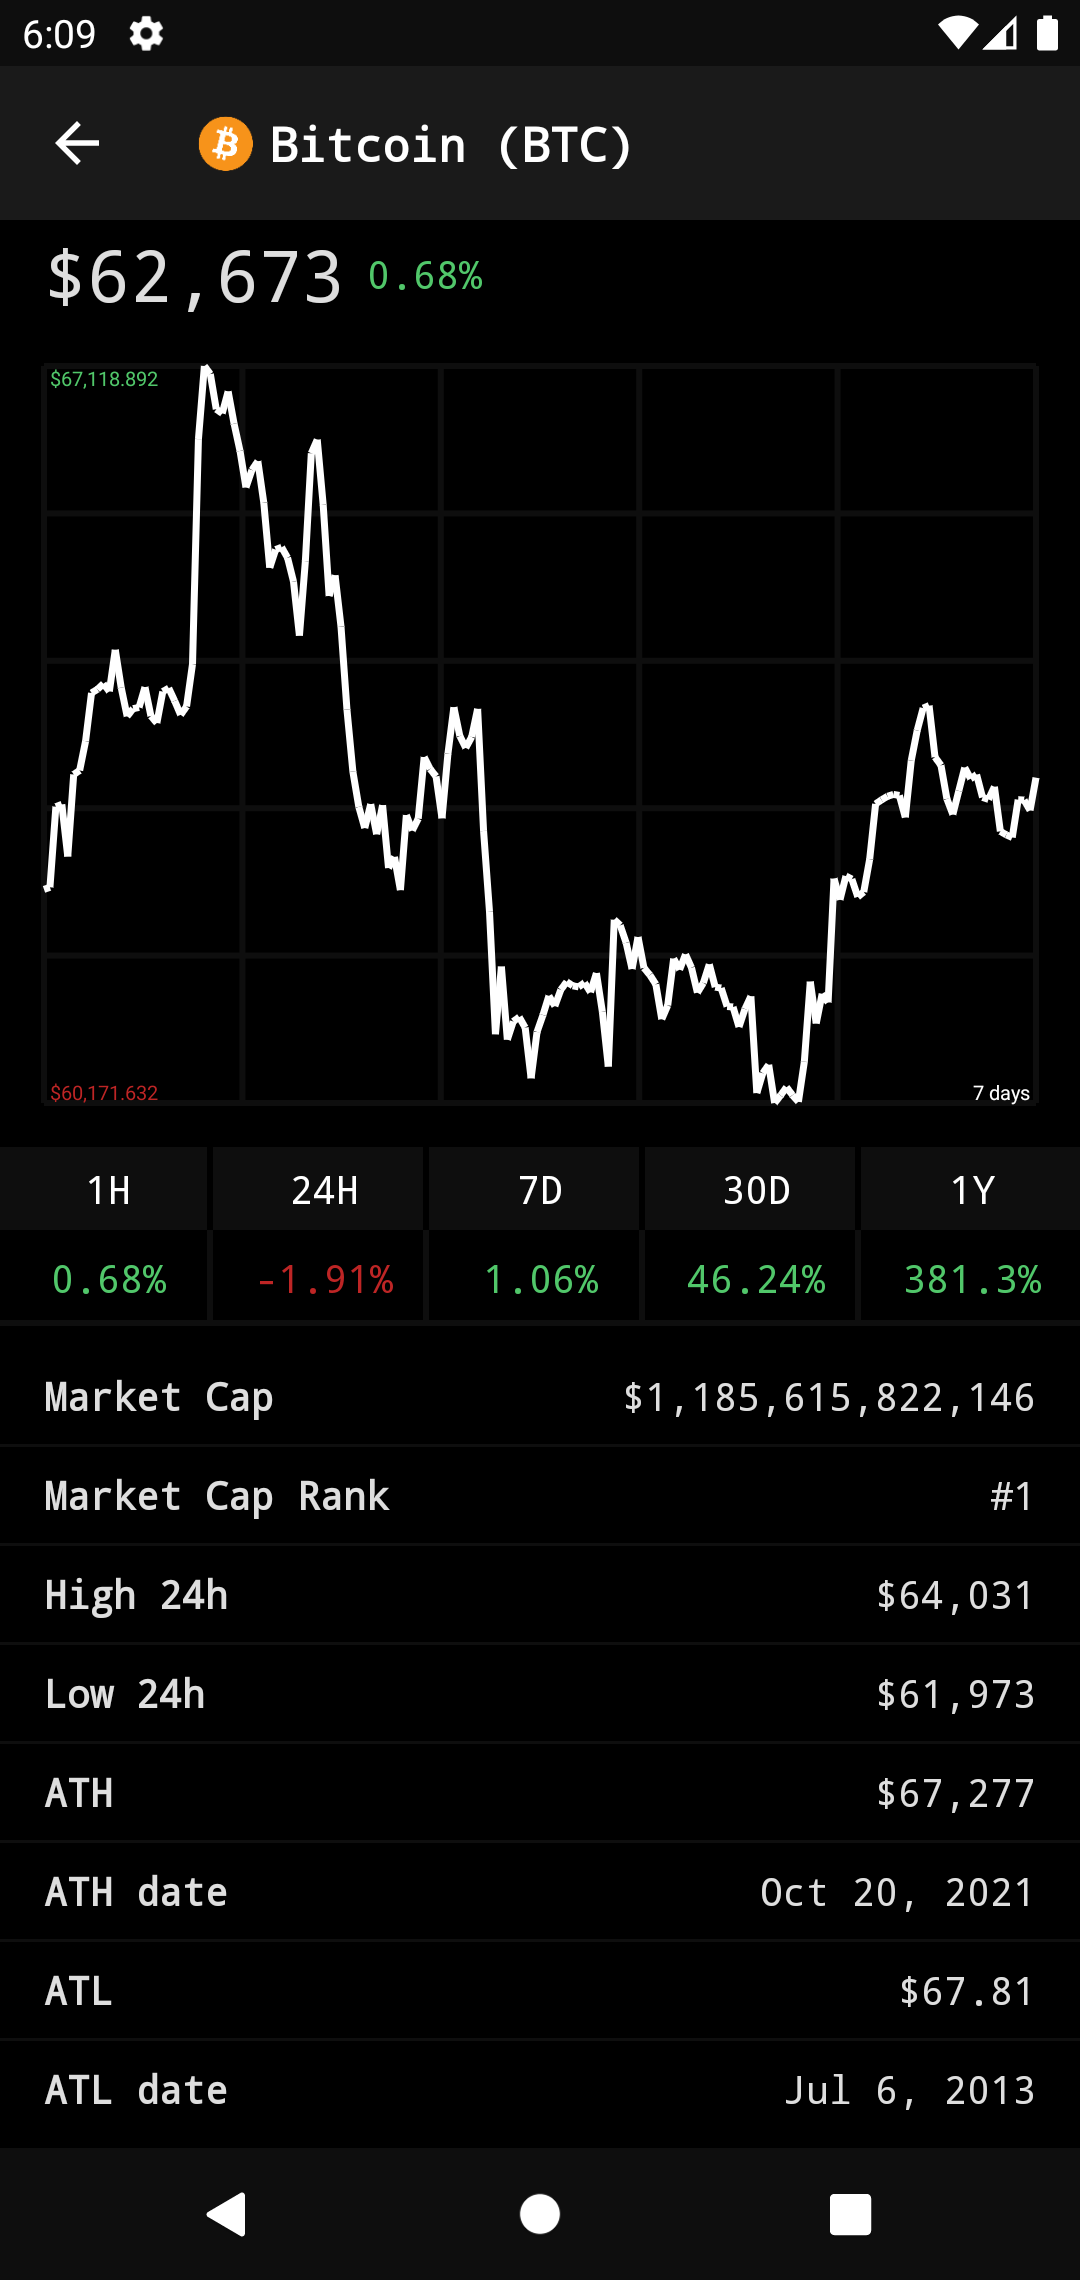 6:09
Bitcoin (BTC)
$62,673 0.68%
$67,118.892
$60,171.632 7 days
1H 24H 7D 30D 1Y
0.68% -1.91% 1.06% 46.24% 381.3%
Market Cap $1,185,615,822,146
Market Cap Rank #1
High 24h $64,031
Low 24h $61,973
ATH $67,277
ATH date Oct 20, 2021
ATL $67.81
ATL date Jul 6, 2013